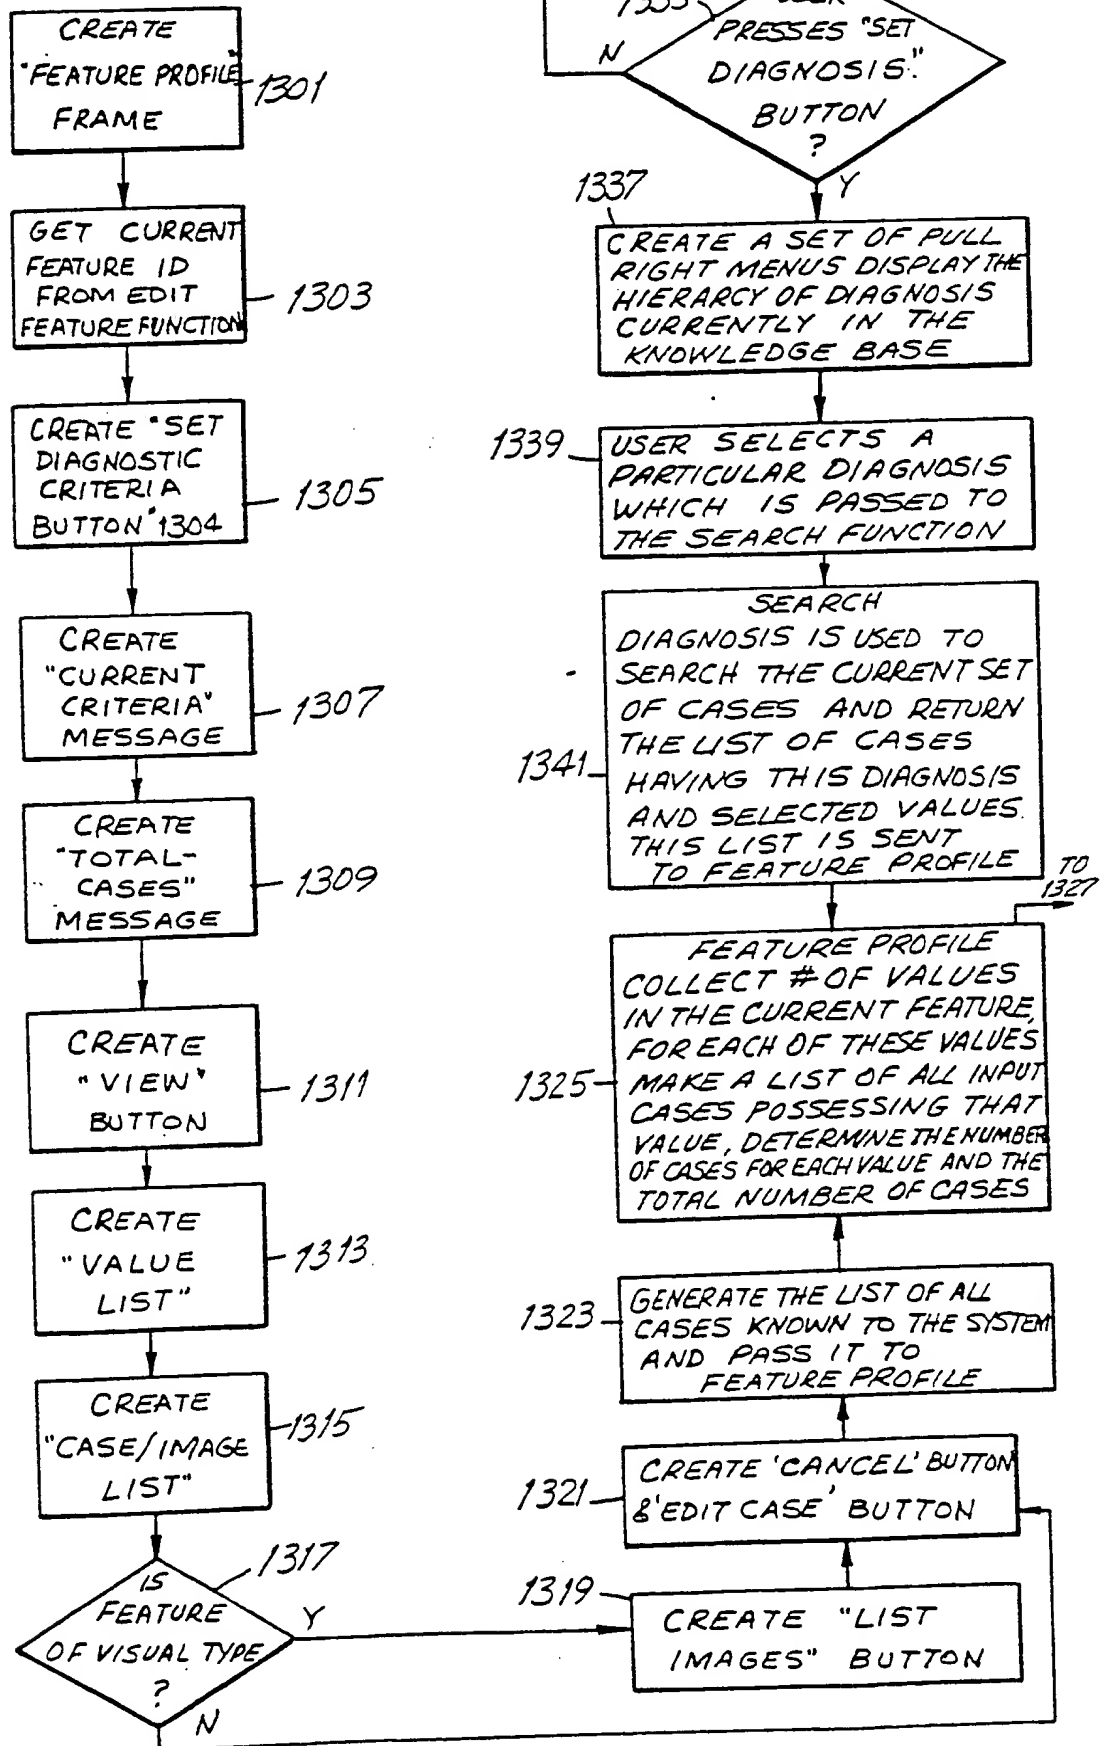 CREATE
"FEATURE PROFILE"
FRAME
1301
GET CURRENT
FEATURE ID
FROM EDIT
FEATURE FUNCTION
1303
CREATE "SET
DIAGNOSTIC
CRITERIA
BUTTON" 1304
1305
CREATE
"CURRENT
CRITERIA"
MESSAGE
1307
CREATE
"TOTAL-
CASES"
MESSAGE
1309
CREATE
"VIEW"
BUTTON
1311
CREATE
"VALUE
LIST"
1313
CREATE
"CASE/IMAGE
LIST"
1315
IS
FEATURE
OF VISUAL TYPE
?
1317
Y
N
PRESSES "SET
DIAGNOSIS."
BUTTON
?
N
Y
1337
CREATE A SET OF PULL
RIGHT MENUS DISPLAY THE
HIERARCY OF DIAGNOSIS
CURRENTLY IN THE
KNOWLEDGE BASE
1339
USER SELECTS A
PARTICULAR DIAGNOSIS
WHICH IS PASSED TO
THE SEARCH FUNCTION
SEARCH
DIAGNOSIS IS USED TO
SEARCH THE CURRENT SET
OF CASES AND RETURN
THE LIST OF CASES
HAVING THIS DIAGNOSIS
AND SELECTED VALUES.
THIS LIST IS SENT
TO FEATURE PROFILE
1341
TO
1327
FEATURE PROFILE
COLLECT # OF VALUES
IN THE CURRENT FEATURE,
FOR EACH OF THESE VALUES
MAKE A LIST OF ALL INPUT
CASES POSSESSING THAT
VALUE, DETERMINE THE NUMBER
OF CASES FOR EACH VALUE AND THE
TOTAL NUMBER OF CASES
1325
GENERATE THE LIST OF ALL
CASES KNOWN TO THE SYSTEM
AND PASS IT TO
FEATURE PROFILE
1323
CREATE 'CANCEL' BUTTON
&'EDIT CASE' BUTTON
1321
1319
CREATE "LIST
IMAGES" BUTTON